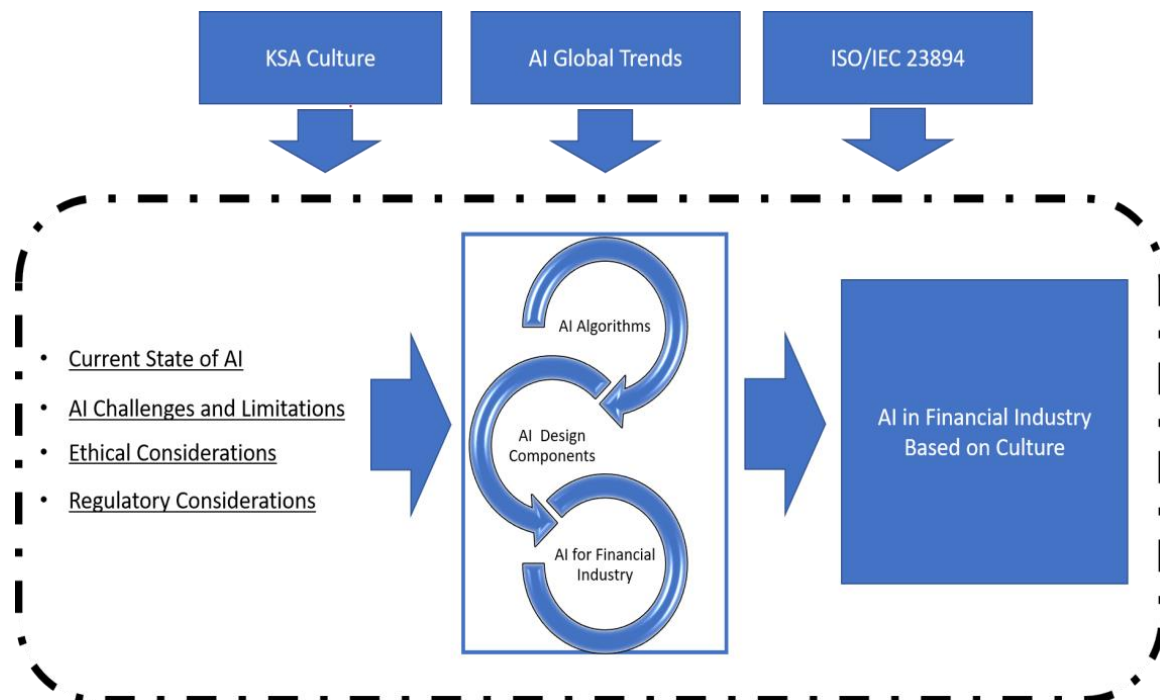 KSA Culture
AI Global Trends
ISO/IEC 23894
• Current State of AI
• AI Challenges and Limitations
• Ethical Considerations
• Regulatory Considerations
AI Algorithms
AI Design
Components
AI for Financial
Industry
AI in Financial Industry
Based on Culture